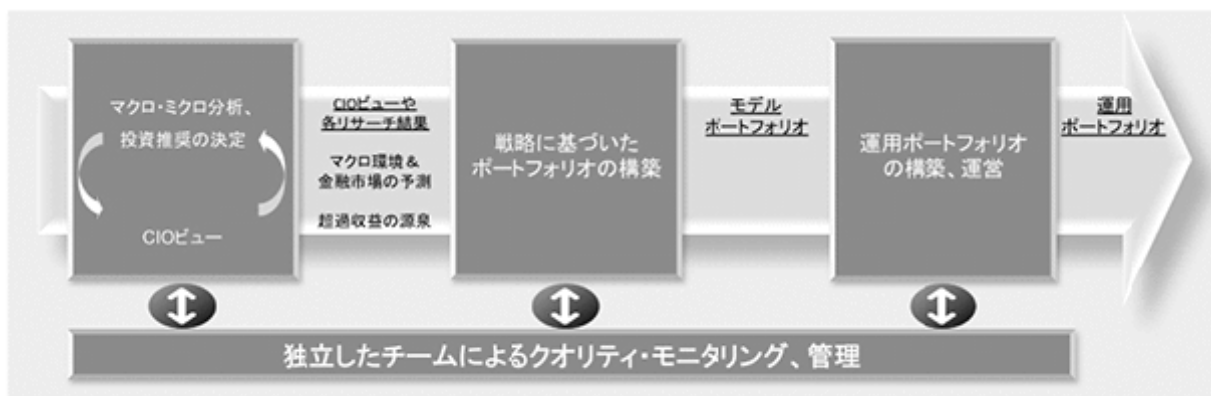 マクロ・ミクロ分析、
投資推奨の決定
CIOビュー
CIOビューや
各リサーチ結果
マクロ環境&
金融市場の予測
超過収益の源泉
戦略に基づいた
ポートフォリオの構築
モデル
ポートフォリオ
運用ポートフォリオ
の構築、運営
運用
ポートフォリオ
独立したチームによるクオリティ・モニタリング、管理